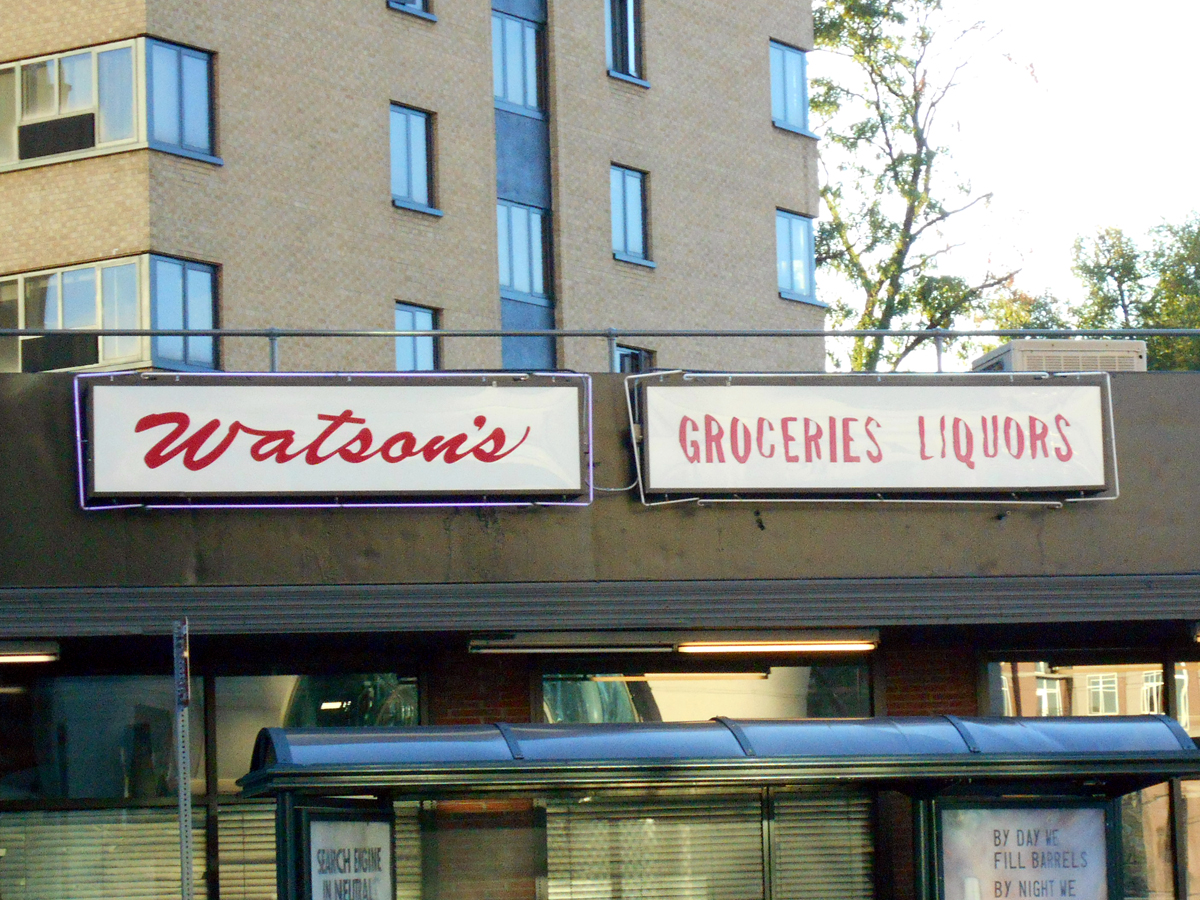 Watson's
GROCERIES LIQUORS
SEARCH ENGINE
IN NEUTRAL
BY DAY WE
FILL BARRELS
BY NIGHT WE